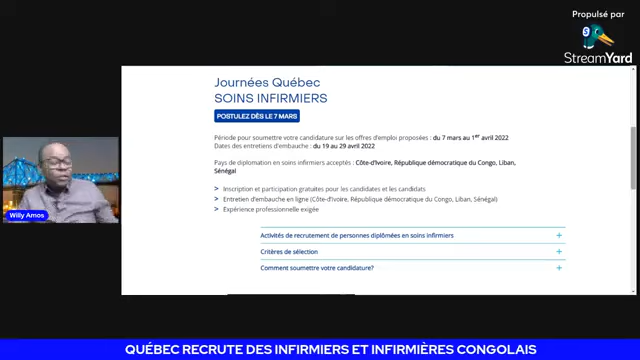 Propulsé par
StreamYard
Journées Québec
SOINS INFIRMIERS
POSTULEZ DÈS LE 7 MARS
Période pour soumettre votre candidature sur les offres d'emploi proposées : du 7 mars au 1er avril 2022
Dates des entretiens d'embauche : du 19 au 29 avril 2022
Pays de diplomation en soins infirmiers acceptés : Côte-d'Ivoire, République démocratique du Congo, Liban,
Sénégal
> Inscription et participation gratuites pour les candidates et les candidats
> Entretien d'embauche en ligne (Côte-d'Ivoire, République démocratique du Congo, Liban, Sénégal)
> Expérience professionnelle exigée
Activités de recrutement de personnes diplômées en soins infirmiers +
Critères de sélection +
Comment soumettre votre candidature? +
Willy Amos
QUÉBEC RECRUTE DES INFIRMIERS ET INFIRMIÈRES CONGOLAIS